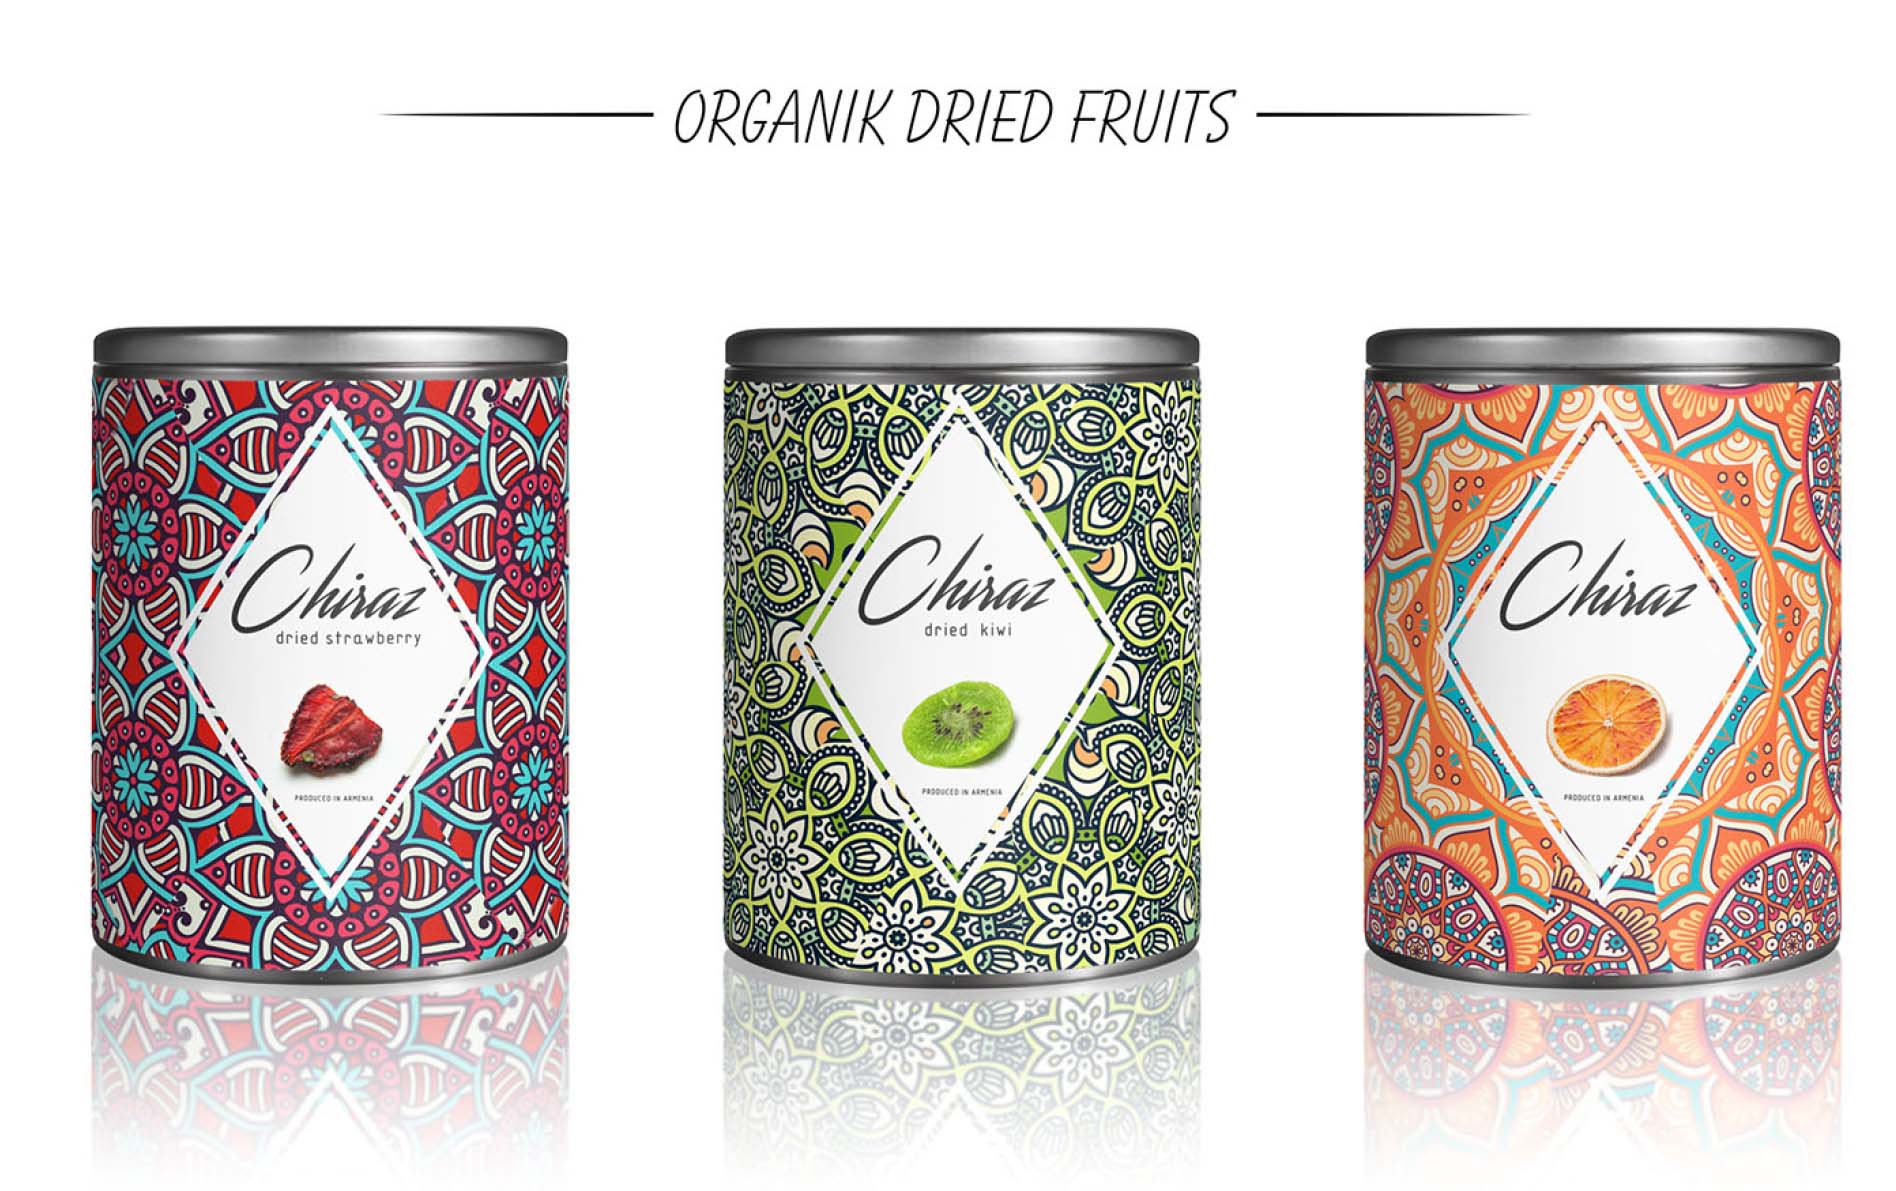 ORGANIK DRIED FRUITS
Chiraz
dried strawberry
PRODUCED IN ARMENIA
Chiraz
dried kiwi
PRODUCED IN ARMENIA
Chiraz
PRODUCED IN ARMENIA